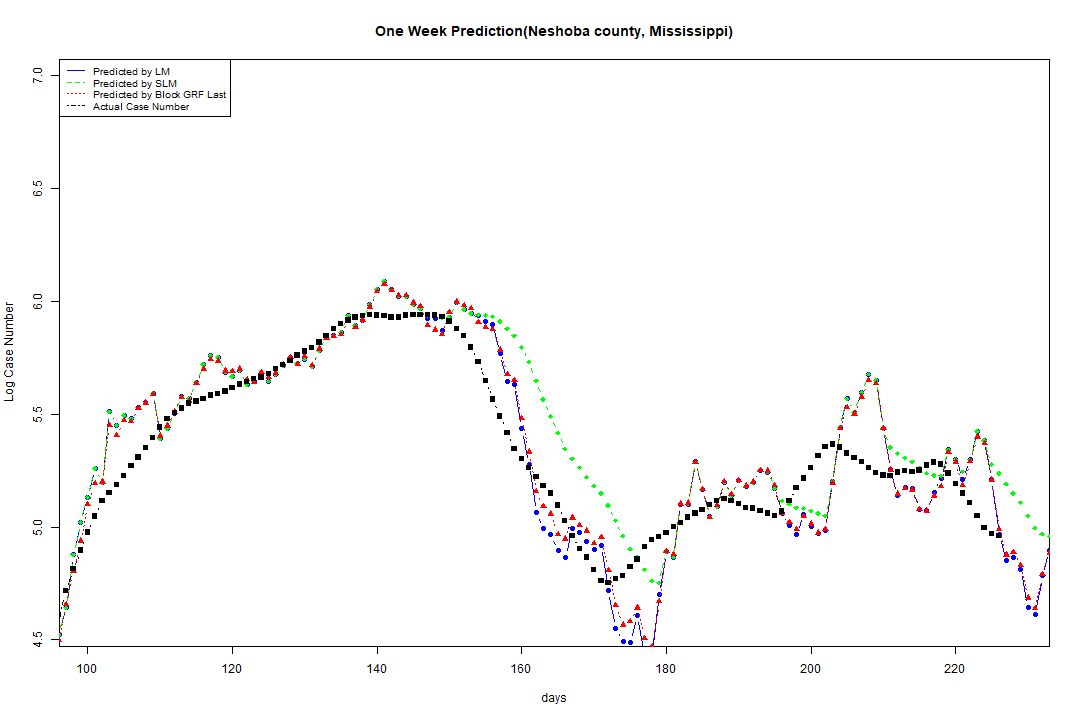 One Week Prediction(Neshoba county, Mississippi)
Predicted by LM
Predicted by SLM
Predicted by Block GRF Last
Actual Case Number
Log Case Number
7.0
6.5
6.0
5.5
5.0
4.5
100 120 140 160 180 200 220
days